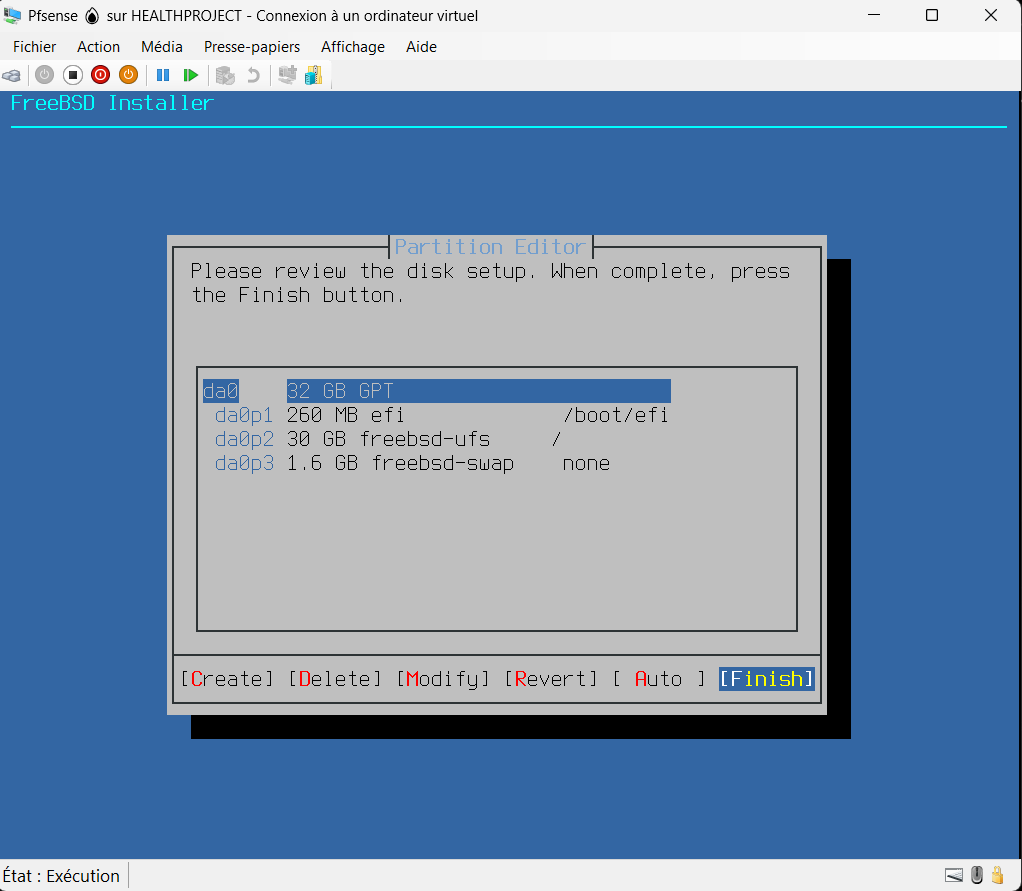 Pfsense sur HEALTHPROJECT - Connexion à un ordinateur virtuel
Fichier Action Média Presse-papiers Affichage Aide
FreeBSD Installer
Partition Editor
Please review the disk setup. When complete, press
the Finish button.
da0 32 GB GPT
da0p1 260 MB efi /boot/efi
da0p2 30 GB freebsd-ufs /
da0p3 1.6 GB freebsd-swap none
[Create] [Delete] [Modify] [Revert] [ Auto ] [Finish]
État : Exécution